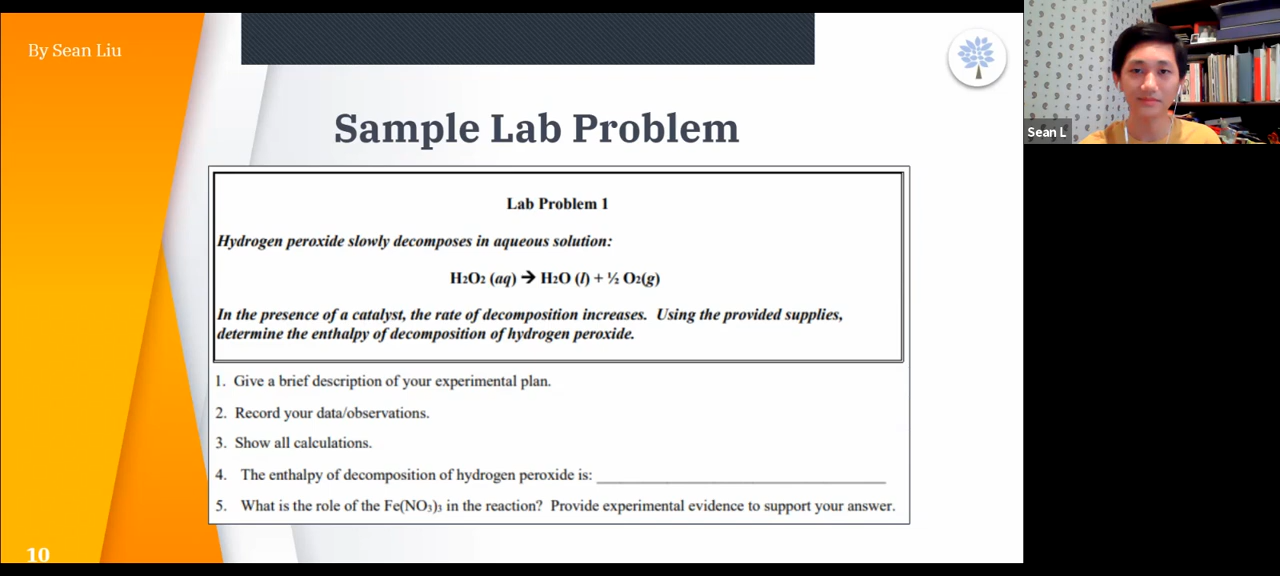 By Sean Liu
Sample Lab Problem
Lab Problem 1
Hydrogen peroxide slowly decomposes in aqueous solution:
H₂O₂ (aq) ➔ H₂O (l) + ½ O₂(g)
In the presence of a catalyst, the rate of decomposition increases.  Using the provided supplies,
determine the enthalpy of decomposition of hydrogen peroxide.
1.  Give a brief description of your experimental plan.
2.  Record your data/observations.
3.  Show all calculations.
4.  The enthalpy of decomposition of hydrogen peroxide is: ______________________________
5.  What is the role of the Fe(NO₃)₃ in the reaction?  Provide experimental evidence to support your answer.
10
Sean L